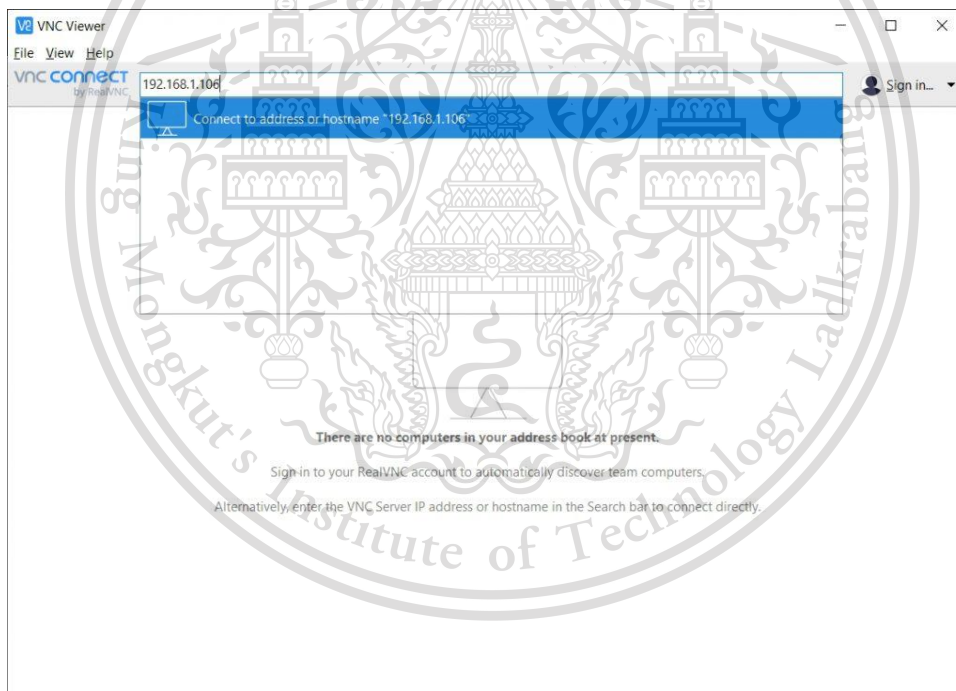 VNC Viewer
File View Help
vnc connect
by RealVNC
192.168.1.106
Sign in...
Connect to address or hostname "192.168.1.106"
There are no computers in your address book at present.
Sign in to your RealVNC account to automatically discover team computers.
Alternatively, enter the VNC Server IP address or hostname in the Search bar to connect directly.
Mongkut's Institute of Technology Ladkrabang